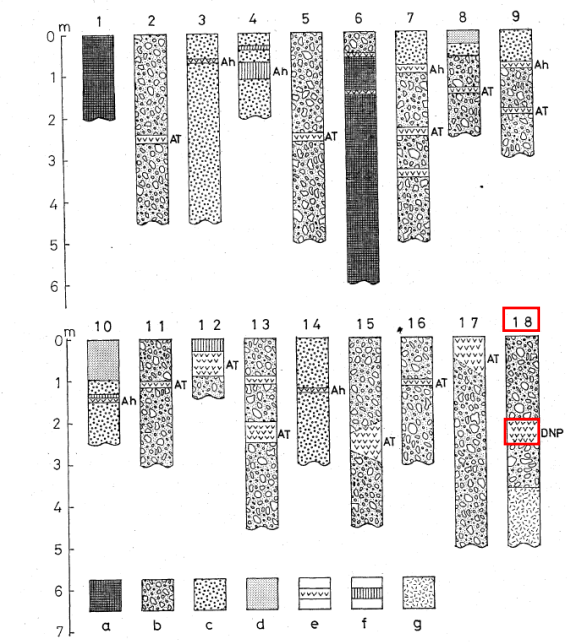 m
1 2 3 4 5 6 7 8 9
0
1
2
3
4
5
6
AT
Ah
Ah
AT
Ah
AT
AT
Ah
AT
m
10 11 12 13 14 15 16 17 18
0
1
2
3
4
5
6
7
Ah
AT
AT
AT
Ah
AT
AT
AT
DNP
a b c d e f g